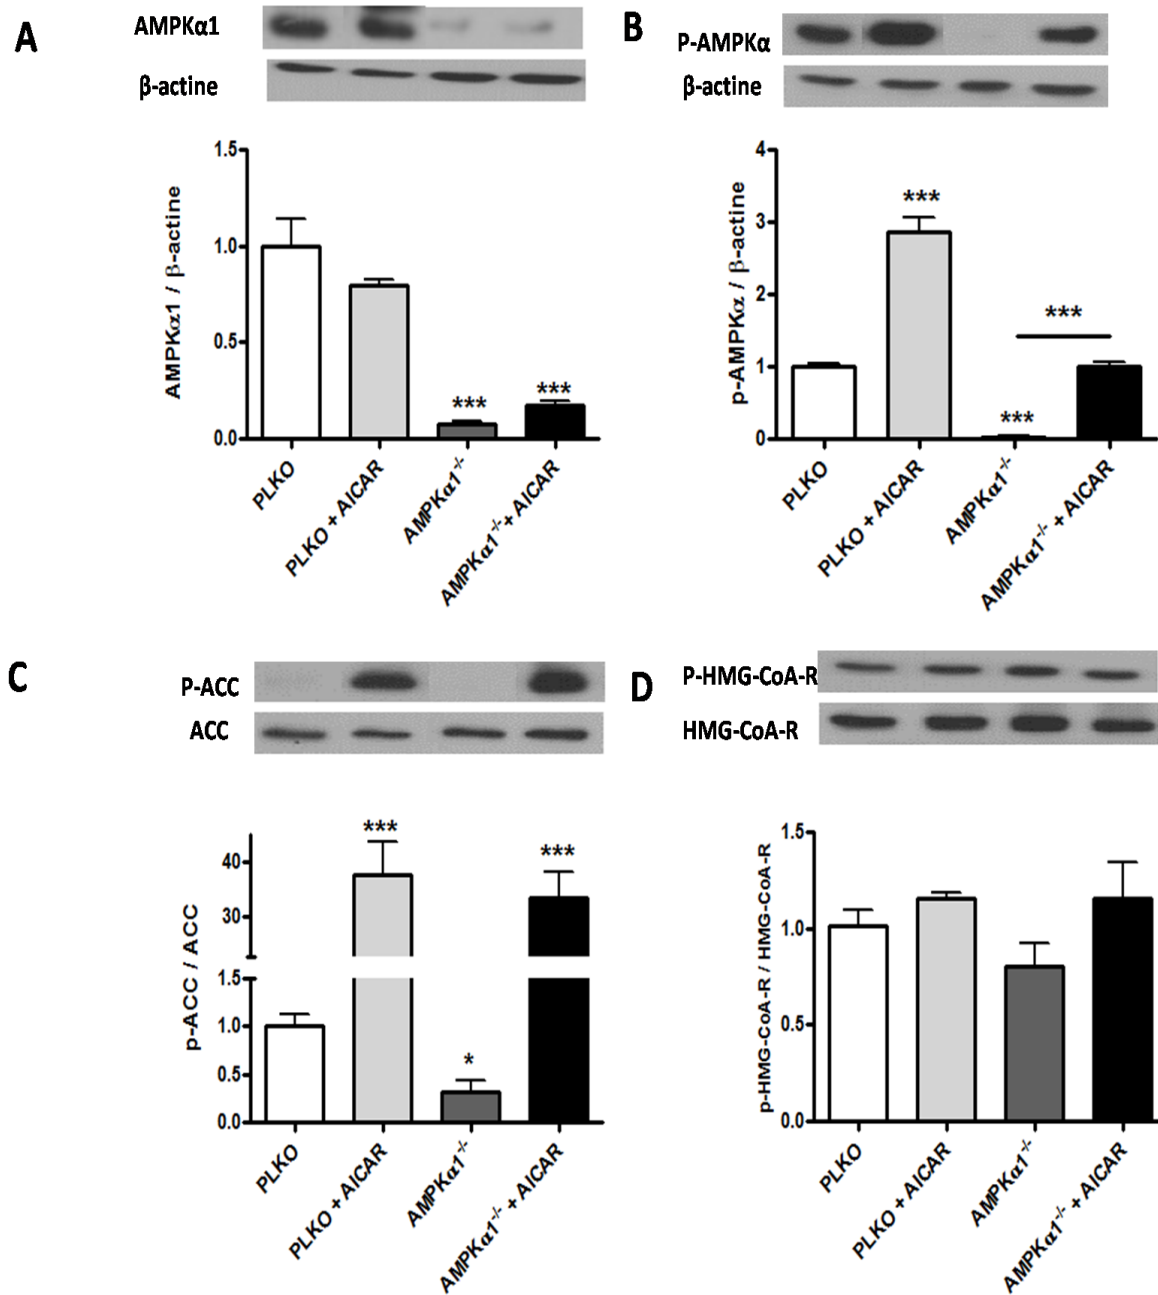 A
AMPKα1
β-actine
1.5
1.0
0.5
0.0
AMPKα1 / β-actine
***
***
PLKO
PLKO + AICAR
AMPKα1-/-
AMPKα1-/-+ AICAR
B
P-AMPKα
β-actine
4
3
2
1
0
p-AMPKα / β-actine
***
***
***
PLKO
PLKO + AICAR
AMPKα1-/-
AMPKα1-/- + AICAR
C
P-ACC
ACC
40
30
1.5
1.0
0.5
0.0
p-ACC / ACC
***
*
***
PLKO
PLKO + AICAR
AMPKα1-/-
AMPKα1-/- + AICAR
D
P-HMG-CoA-R
HMG-CoA-R
1.5
1.0
0.5
0.0
p-HMG-CoA-R / HMG-CoA-R
PLKO
PLKO + AICAR
AMPKα1-/-
AMPKα1-/- + AICAR